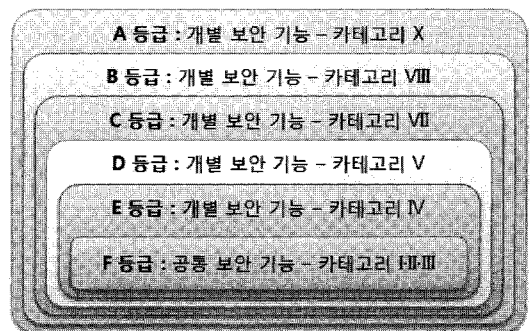 A 등급 : 개별 보안 기능 – 카테고리 X
B 등급 : 개별 보안 기능 – 카테고리 Ⅷ
C 등급 : 개별 보안 기능 – 카테고리 Ⅶ
D 등급 : 개별 보안 기능 – 카테고리 V
E 등급 : 개별 보안 기능 – 카테고리 Ⅳ
F 등급 : 공통 보안 기능 – 카테고리 Ⅰ·Ⅱ·Ⅲ